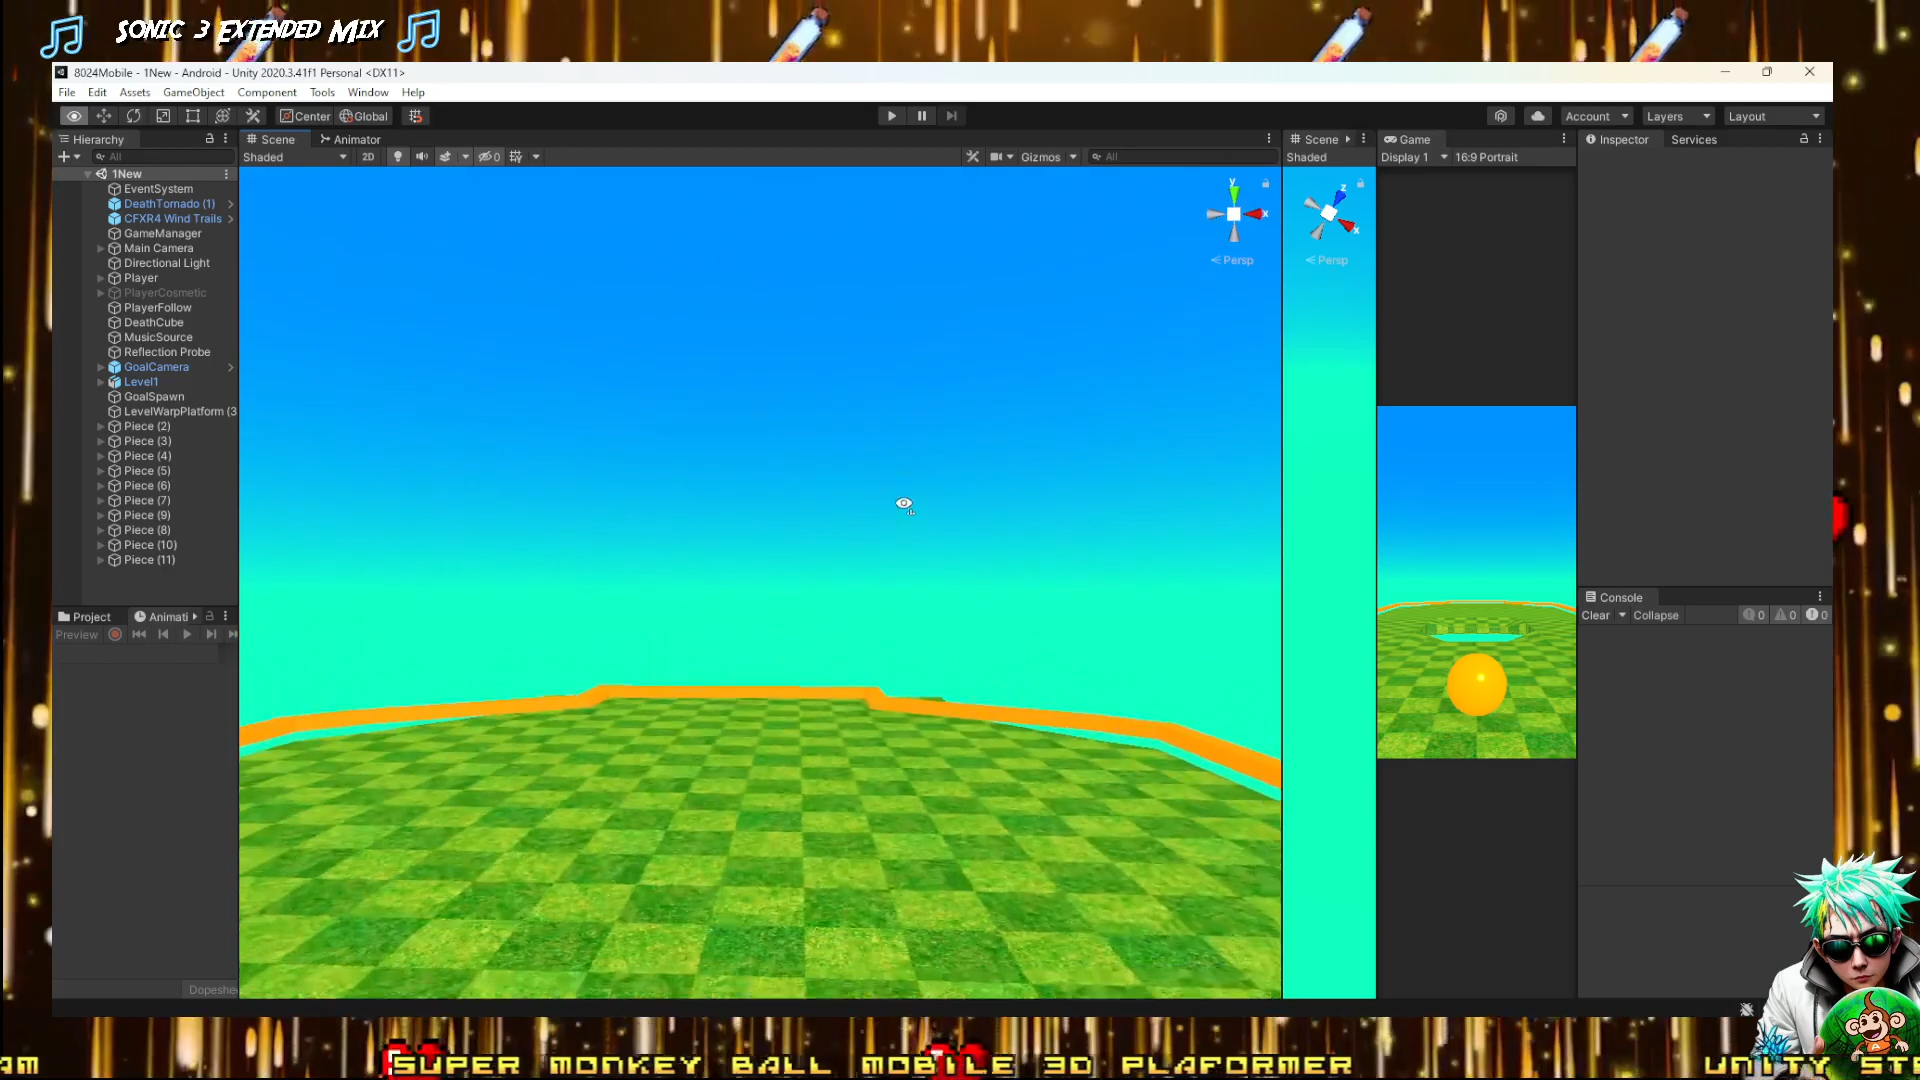 Sonic 3 Extended Mix
8024Mobile - 1New - Android - Unity 2020.3.41f1 Personal <DX11>
File Edit Assets GameObject Component Tools Window Help
Center Global
Account Layers Layout
Hierarchy
Scene Animator
Scene
Game
Inspector Services
All
Shaded 2D 0 Gizmos All
Shaded
Display 1 16:9 Portrait
1New
EventSystem
DeathTornado (1)
CFXR4 Wind Trails
GameManager
Main Camera
Directional Light
Player
PlayerCosmetic
PlayerFollow
DeathCube
MusicSource
Reflection Probe
GoalCamera
Level1
GoalSpawn
LevelWarpPlatform (3
Piece (2)
Piece (3)
Piece (4)
Piece (5)
Piece (6)
Piece (7)
Piece (9)
Piece (8)
Piece (10)
Piece (11)
y
x
Persp
z
x
Persp
Project Animati
Preview
Dopeshe
Console
Clear Collapse 0 0 0
AM SUPER MONKEY BALL MOBILE 3D PLAFORMER UNITY ST